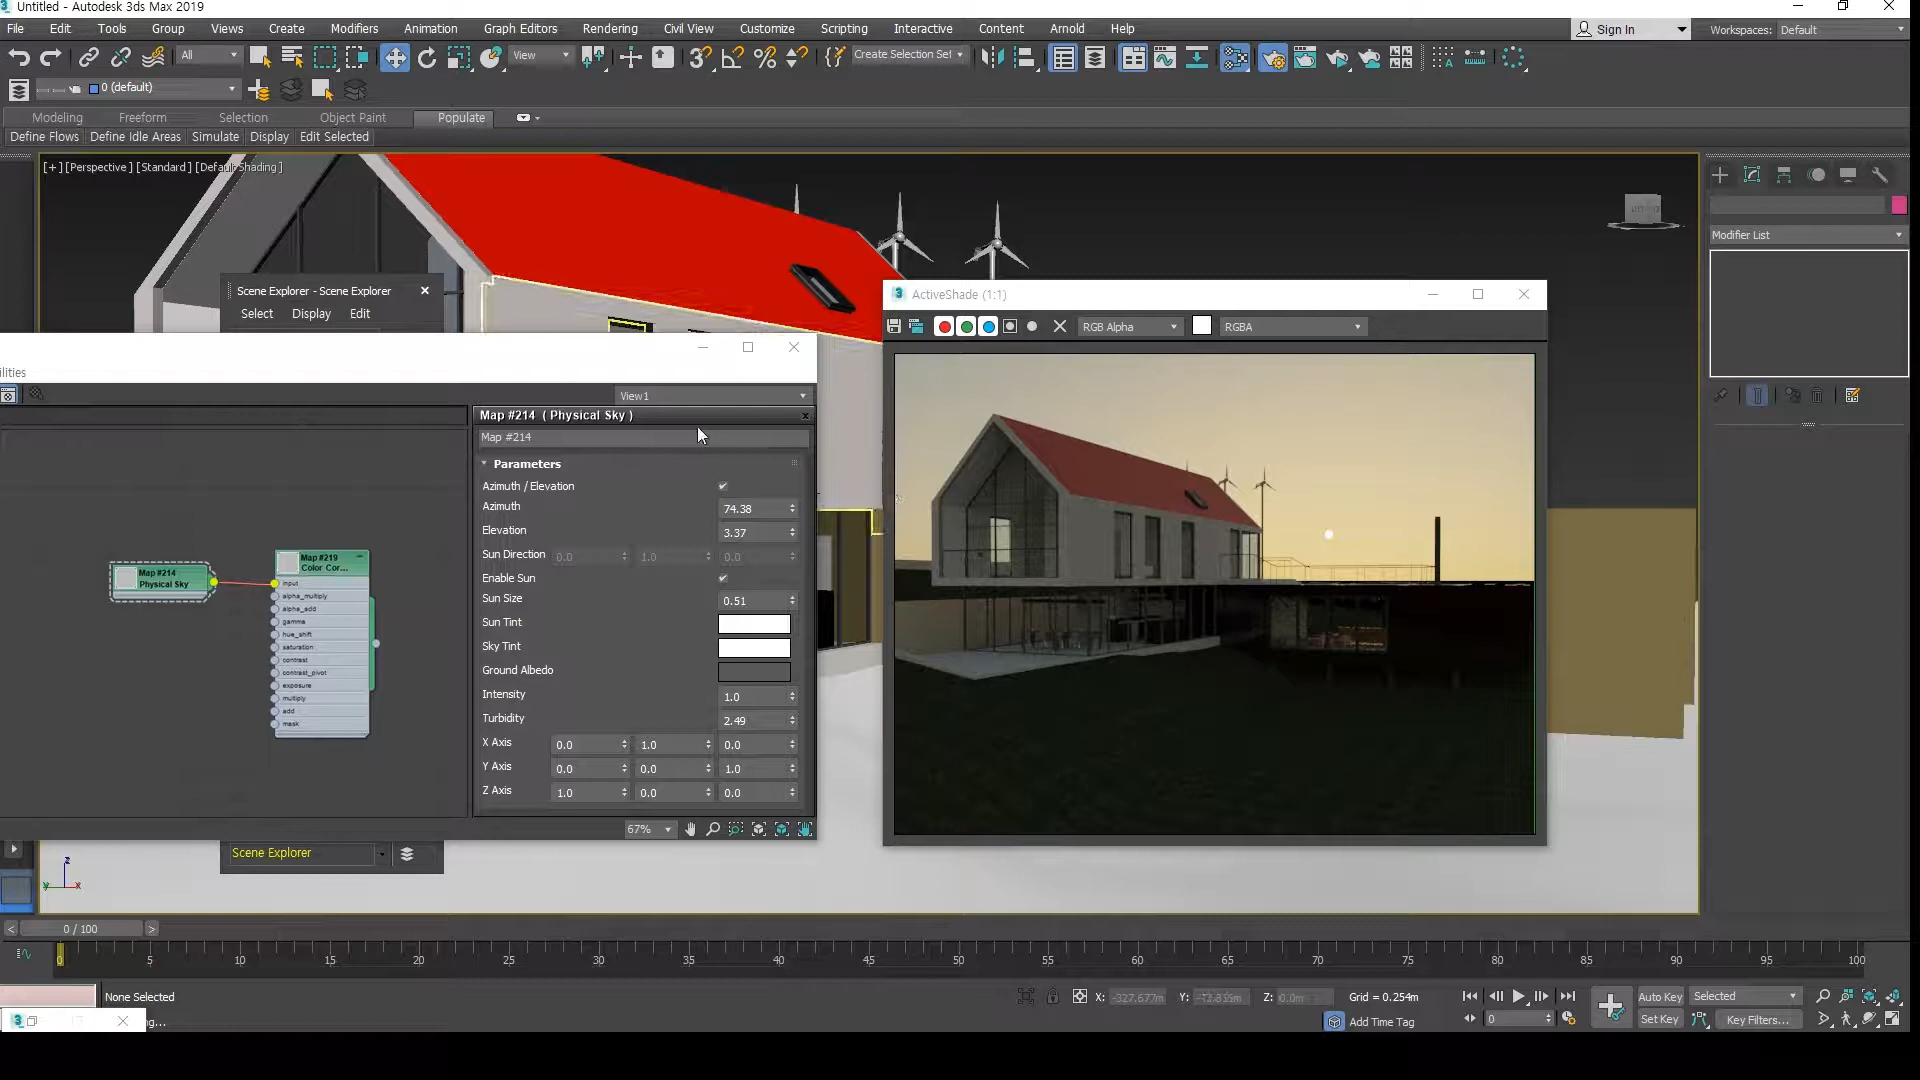 Untitled - Autodesk 3ds Max 2019
File Edit Tools Group Views Create Modifiers Animation Graph Editors Rendering Civil View Customize Scripting Interactive Content Arnold Help
Sign In
Workspaces: Default
All
View
Create Selection Set
0 (default)
Modeling Freeform Selection Object Paint Populate
Define Flows Define Idle Areas Simulate Display Edit Selected
[+] [Perspective] [Standard] [Default Shading]
Modifier List
Scene Explorer - Scene Explorer
Select Display Edit
ilities
View1
Map #214 ( Physical Sky )
Map #214
Parameters
Azimuth / Elevation
Azimuth 74.38
Elevation 3.37
Sun Direction 0.0 1.0 0.0
Enable Sun
Sun Size 0.51
Sun Tint
Sky Tint
Ground Albedo
Intensity 1.0
Turbidity 2.49
X Axis 0.0 1.0 0.0
Y Axis 0.0 0.0 1.0
Z Axis 1.0 0.0 0.0
67%
Map #214
Physical Sky
Map #219
Color Cor...
input
alpha_multiply
alpha_add
gamma
hue_shift
saturation
contrast
contrast_pivot
exposure
multiply
add
mask
ActiveShade (1:1)
RGB Alpha
RGBA
Scene Explorer
z
y x
0 / 100
0 5 10 15 20 25 30 35 40 45 50 55 60 65 70 75 80 85 90 95 100
None Selected
X: -327.677m Y: Z: 0.0m
Grid = 0.254m
Add Time Tag
0
Auto Key Selected
Set Key Key Filters...